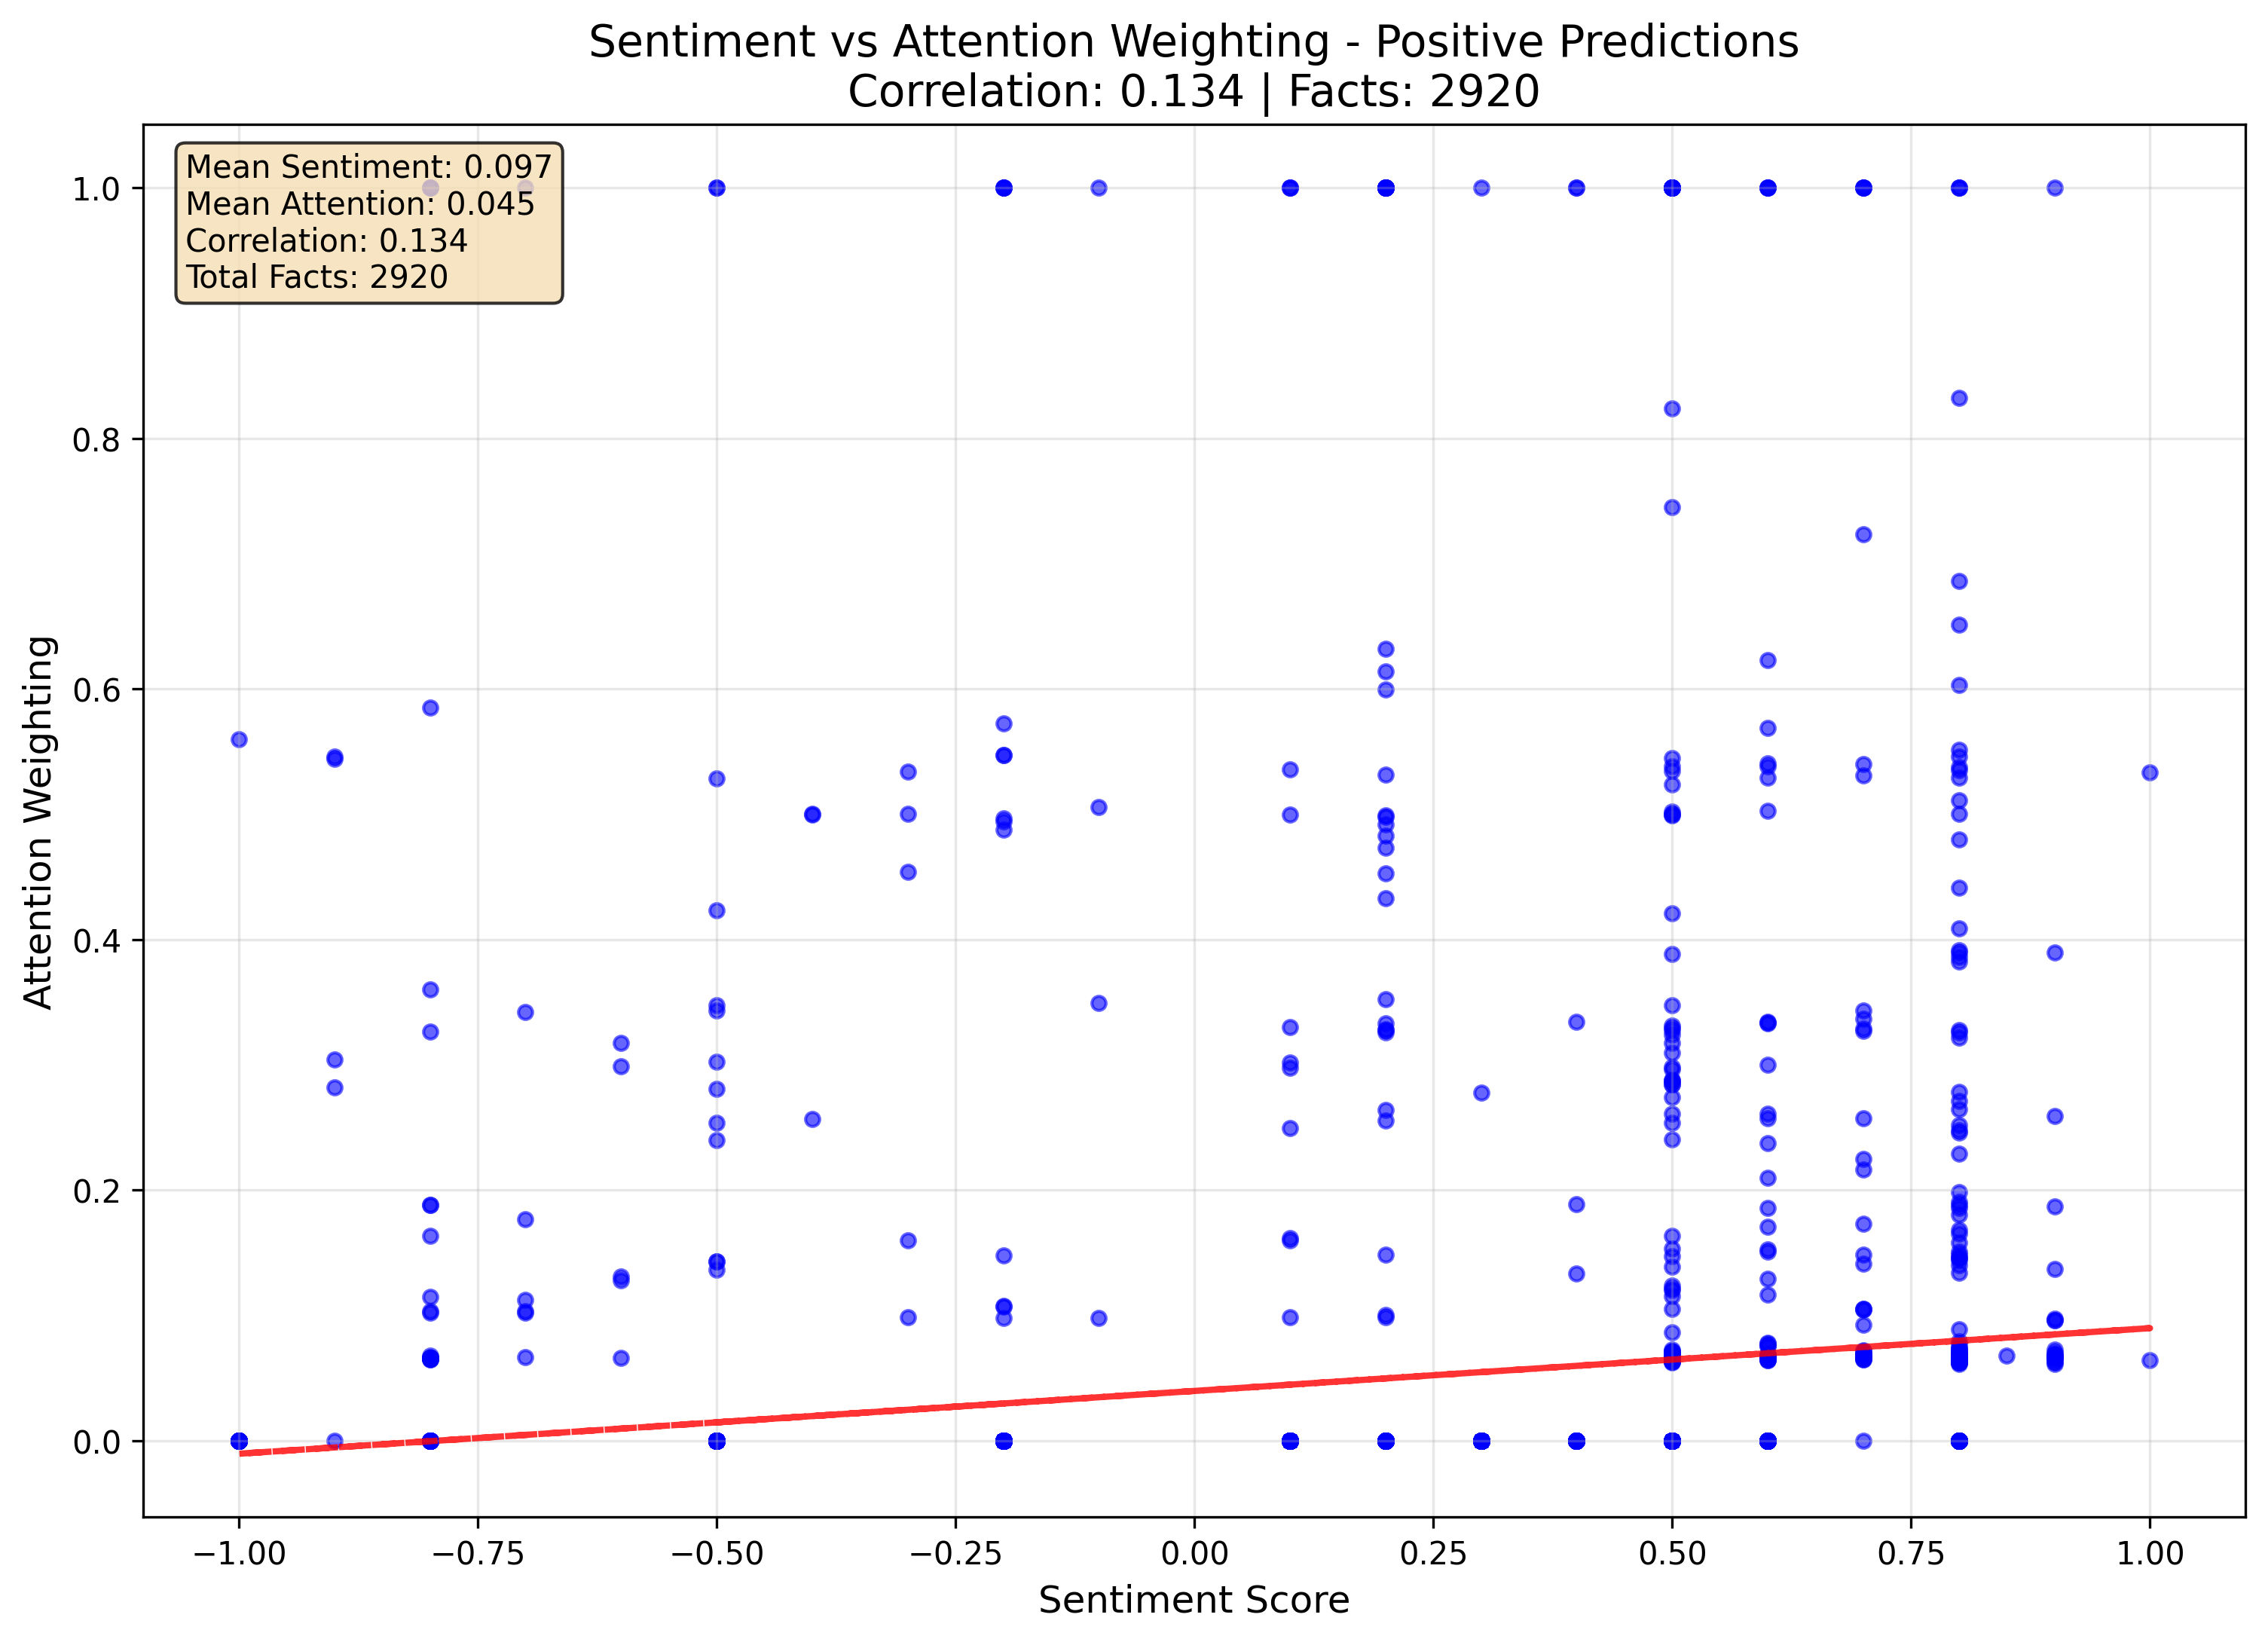 Sentiment vs Attention Weighting - Positive Predictions
Correlation: 0.134 | Facts: 2920
Mean Sentiment: 0.097
Mean Attention: 0.045
Correlation: 0.134
Total Facts: 2920
1.0
0.8
0.6
0.4
0.2
0.0
Attention Weighting
−1.00 −0.75 −0.50 −0.25 0.00 0.25 0.50 0.75 1.00
Sentiment Score